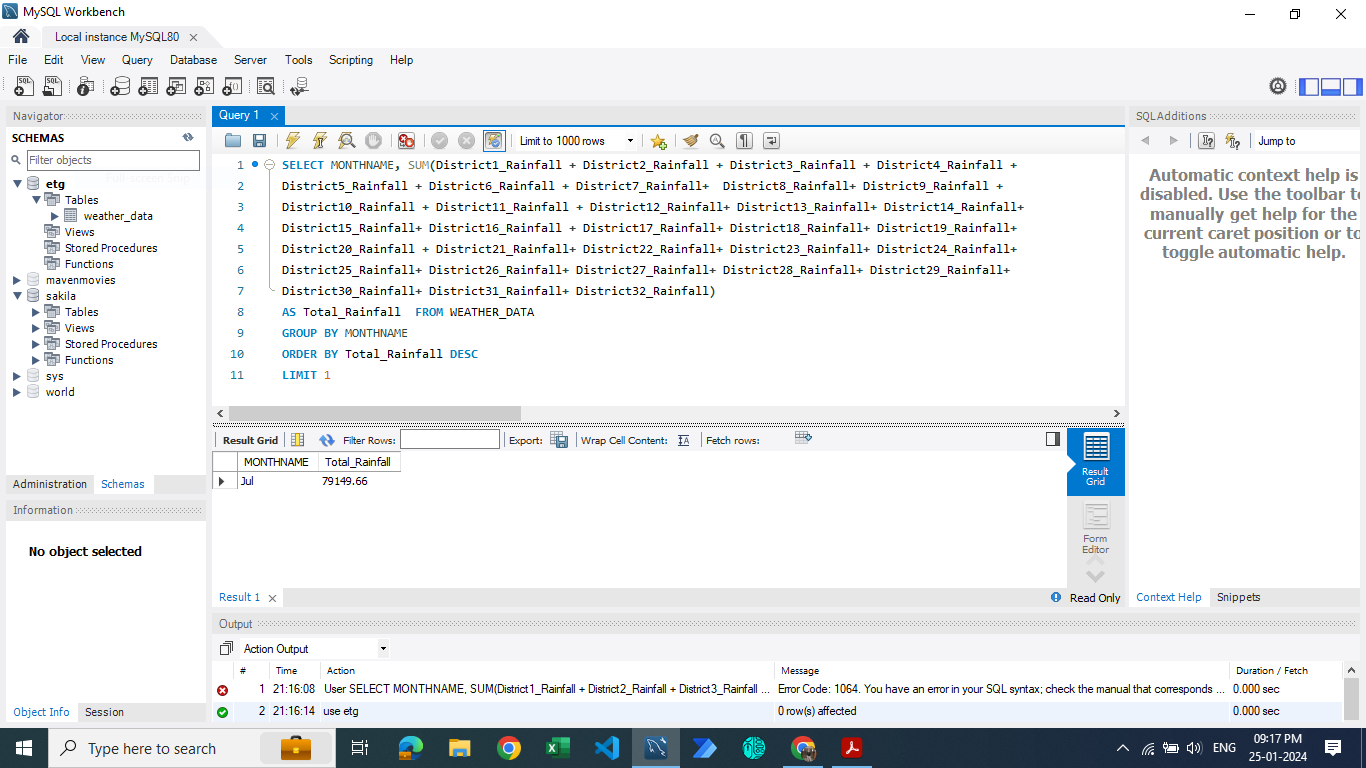 MySQL Workbench
Local instance MySQL80
File Edit View Query Database Server Tools Scripting Help
Navigator
SCHEMAS
Filter objects
etg
Tables
weather_data
Views
Stored Procedures
Functions
mavenmovies
sakila
Tables
Views
Stored Procedures
Functions
sys
world
Administration Schemas
Information
No object selected
Object Info Session
Query 1
Limit to 1000 rows
1 SELECT MONTHNAME, SUM(District1_Rainfall + District2_Rainfall + District3_Rainfall + District4_Rainfall +
2 District5_Rainfall + District6_Rainfall + District7_Rainfall+ District8_Rainfall+ District9_Rainfall +
3 District10_Rainfall + District11_Rainfall + District12_Rainfall+ District13_Rainfall+ District14_Rainfall+
4 District15_Rainfall+ District16_Rainfall + District17_Rainfall+ District18_Rainfall+ District19_Rainfall+
5 District20_Rainfall + District21_Rainfall+ District22_Rainfall+ District23_Rainfall+ District24_Rainfall+
6 District25_Rainfall+ District26_Rainfall+ District27_Rainfall+ District28_Rainfall+ District29_Rainfall+
7 District30_Rainfall+ District31_Rainfall+ District32_Rainfall)
8 AS Total_Rainfall FROM WEATHER_DATA
9 GROUP BY MONTHNAME
10 ORDER BY Total_Rainfall DESC
11 LIMIT 1
Result Grid Filter Rows: Export: Wrap Cell Content: IA Fetch rows:
MONTHNAME Total_Rainfall
Jul 79149.66
Result Grid
Form Editor
Result 1
Read Only
SQLAdditions
Jump to
Automatic context help is
disabled. Use the toolbar to
manually get help for the
current caret position or to
toggle automatic help.
Context Help Snippets
Output
Action Output
# Time Action Message Duration / Fetch
1 21:16:08 User SELECT MONTHNAME, SUM(District1_Rainfall + District2_Rainfall + District3_Rainfall ... Error Code: 1064. You have an error in your SQL syntax; check the manual that corresponds ... 0.000 sec
2 21:16:14 use etg 0 row(s) affected 0.000 sec
Type here to search
ENG
09:17 PM
25-01-2024